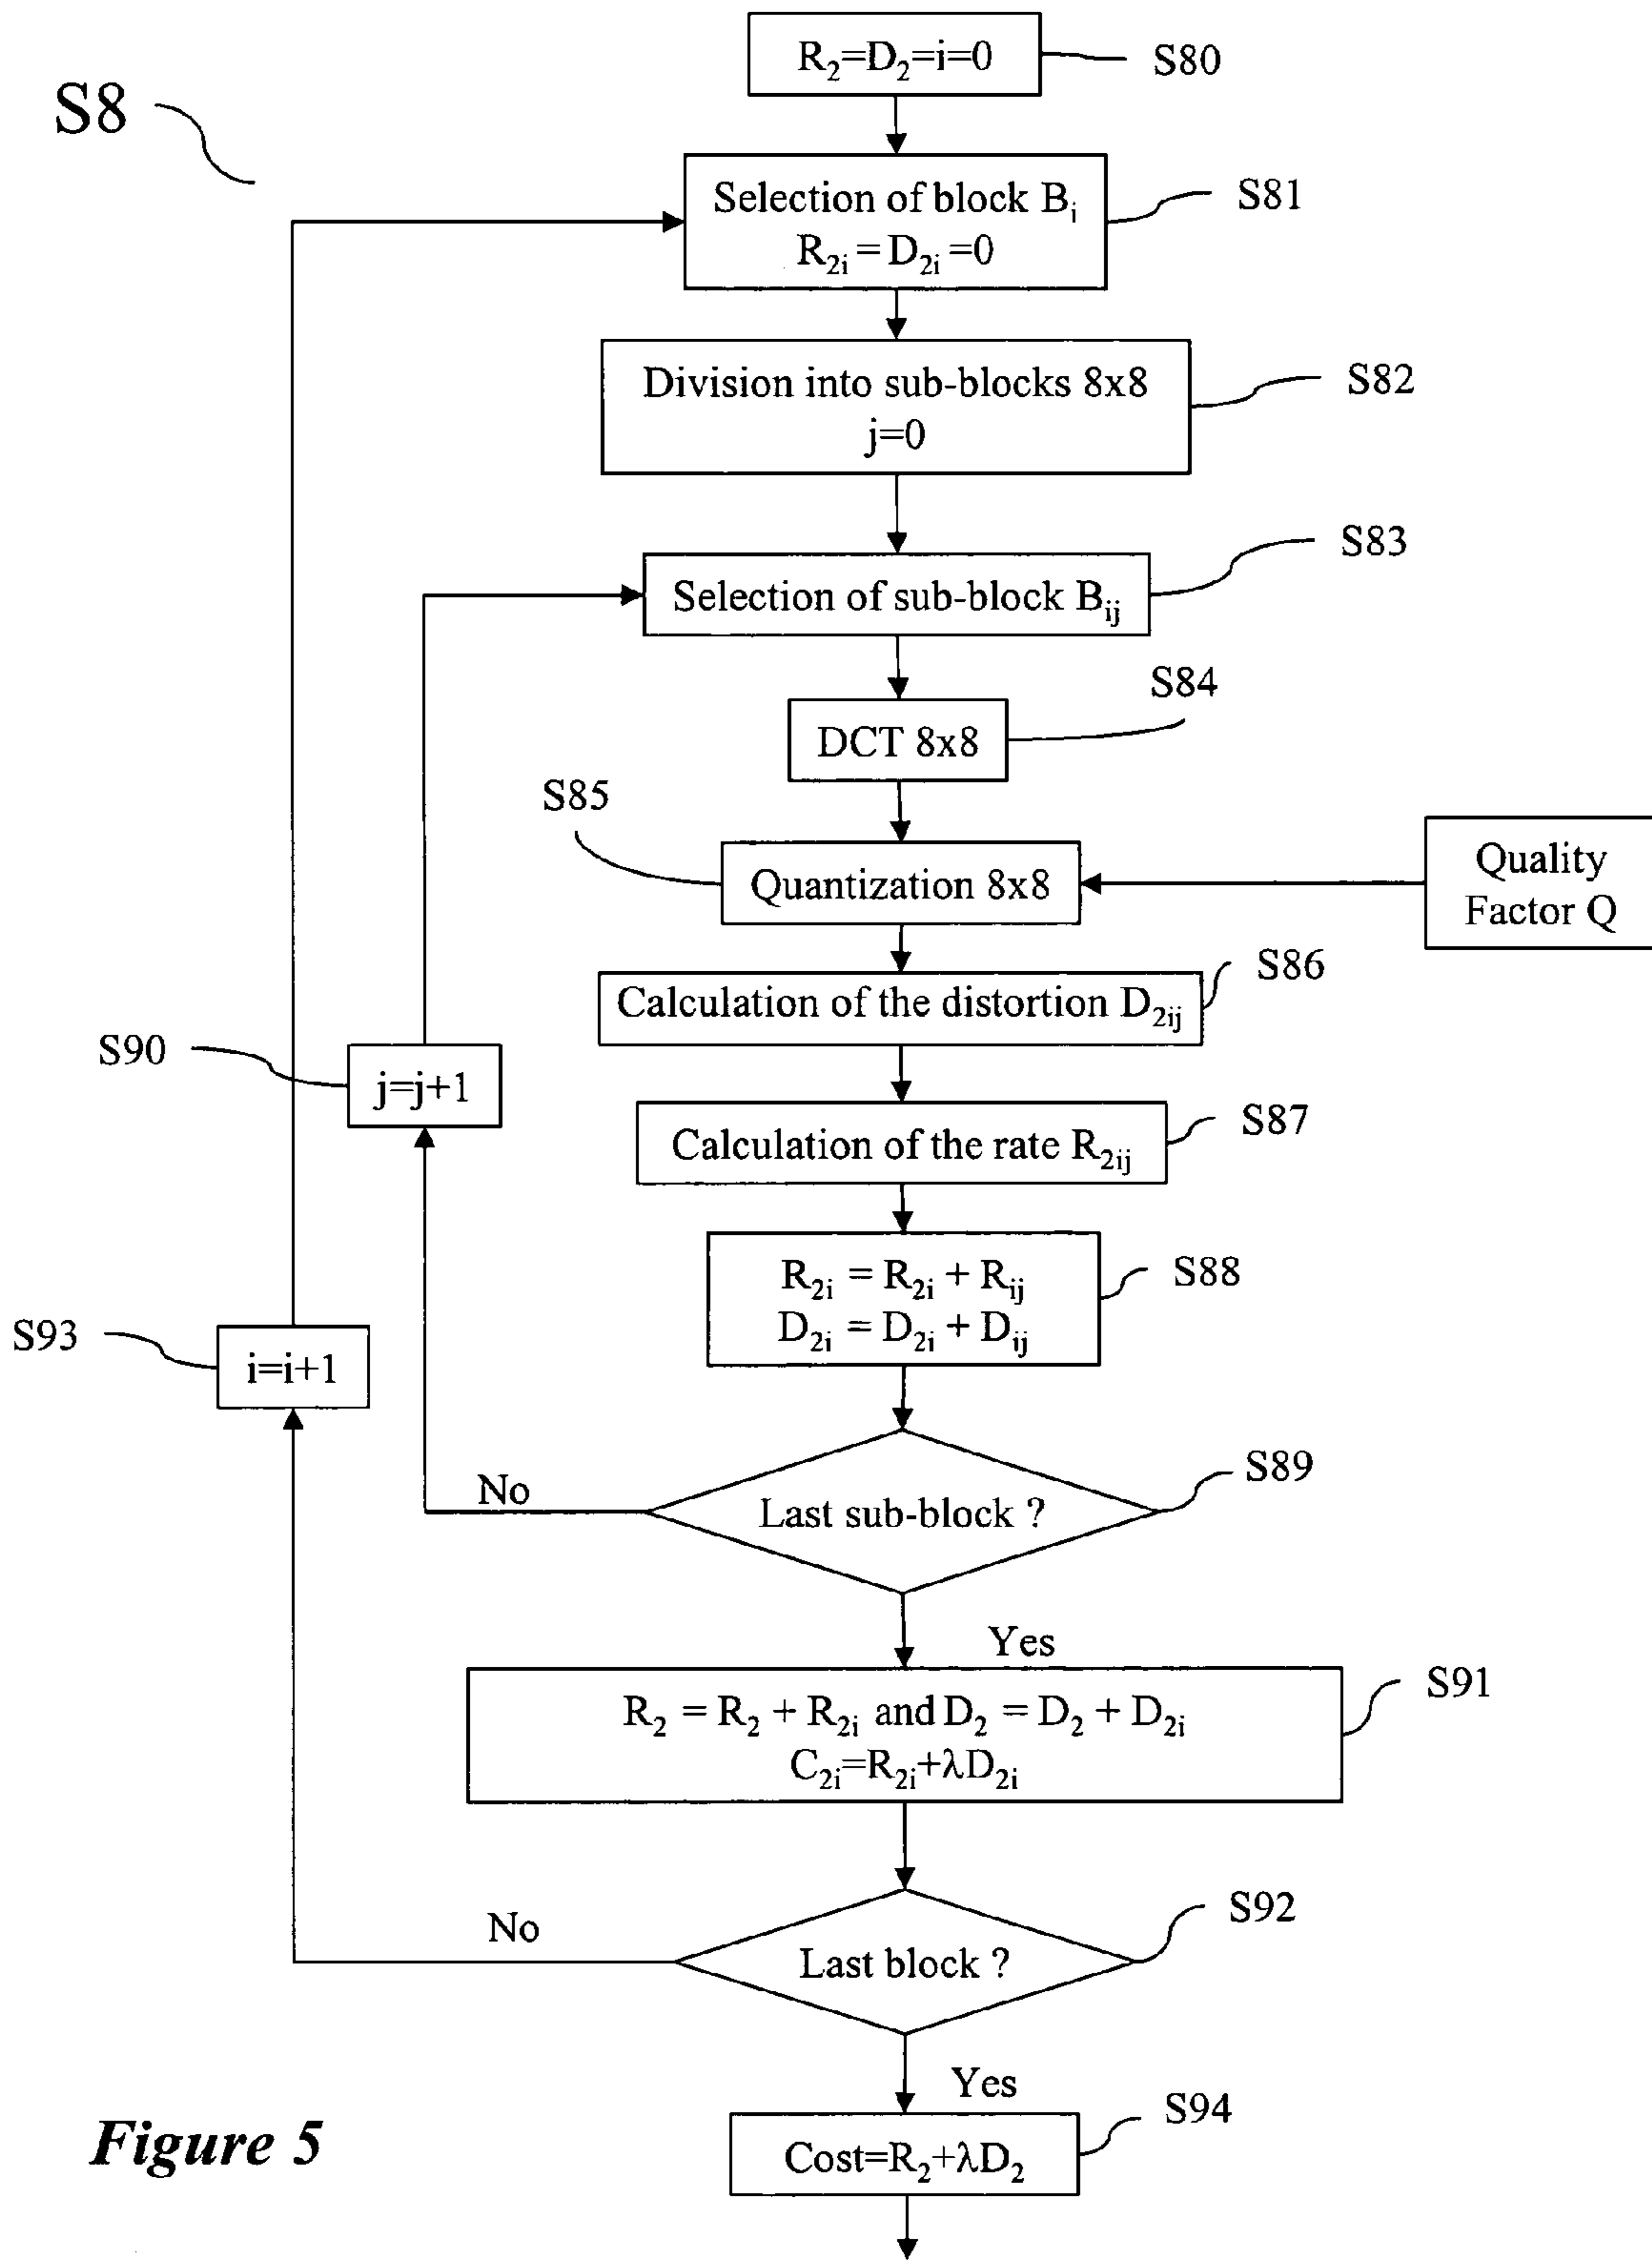 R₂=D₂=i=0
S80
S8
Selection of block Bᵢ
R₂ᵢ = D₂ᵢ =0
S81
Division into sub-blocks 8x8
j=0
S82
Selection of sub-block Bᵢⱼ
S83
DCT 8x8
S84
S85
Quantization 8x8
Quality
Factor Q
Calculation of the distortion D₂ᵢⱼ
S86
S90
j=j+1
Calculation of the rate R₂ᵢⱼ
S87
R₂ᵢ = R₂ᵢ + Rᵢⱼ
D₂ᵢ = D₂ᵢ + Dᵢⱼ
S88
S93
i=i+1
No
Last sub-block ?
S89
Yes
R₂ = R₂ + R₂ᵢ and D₂ = D₂ + D₂ᵢ
C₂ᵢ=R₂ᵢ+λD₂ᵢ
S91
No
Last block ?
S92
Yes
Cost=R₂+λD₂
S94
Figure 5